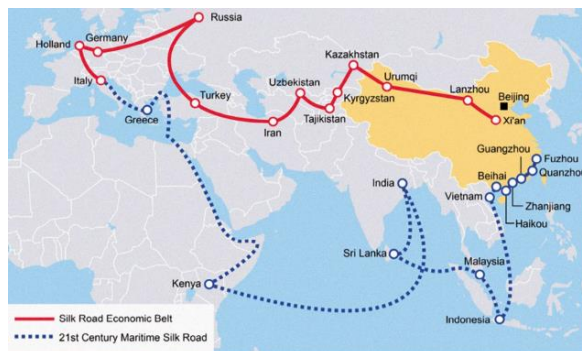 Russia
Holland
Germany
Italy
Greece
Turkey
Iran
Uzbekistan
Tajikistan
Kyrgyzstan
Kazakhstan
Urumqi
Lanzhou
Beijing
Xi'an
Guangzhou
Fuzhou
Quanzhou
Beihai
Zhanjiang
Haikou
Vietnam
India
Sri Lanka
Malaysia
Kenya
Indonesia
Silk Road Economic Belt
21st Century Maritime Silk Road